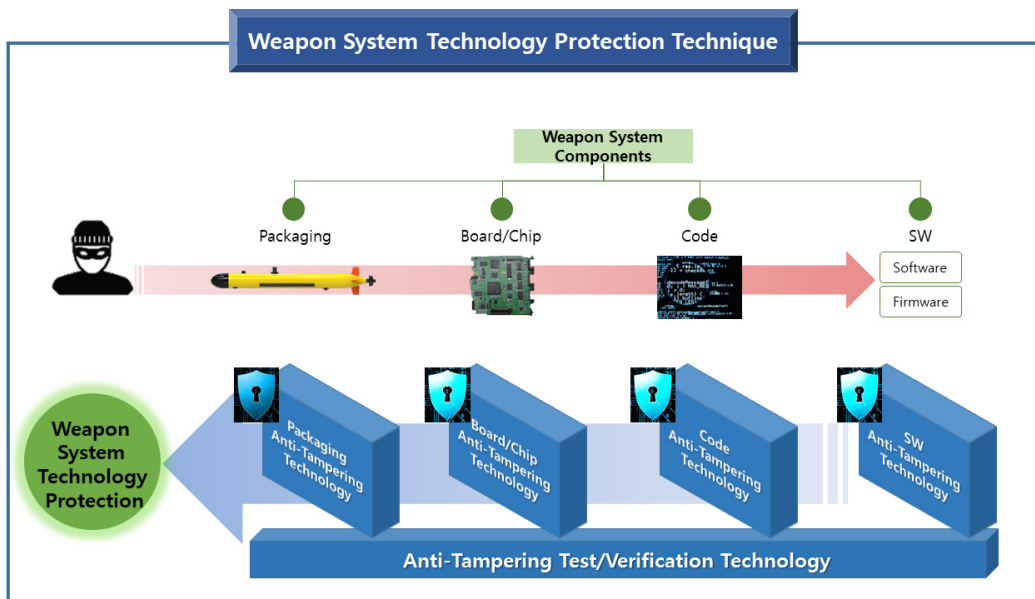 Weapon System Technology Protection Technique
Weapon System
Components
Packaging
Board/Chip
Code
SW
Software
Firmware
Weapon
System
Technology
Protection
Packaging
Anti-Tampering
Technology
Board/Chip
Anti-Tampering
Technology
Code
Anti-Tampering
Technology
SW
Anti-Tampering
Technology
Anti-Tampering Test/Verification Technology